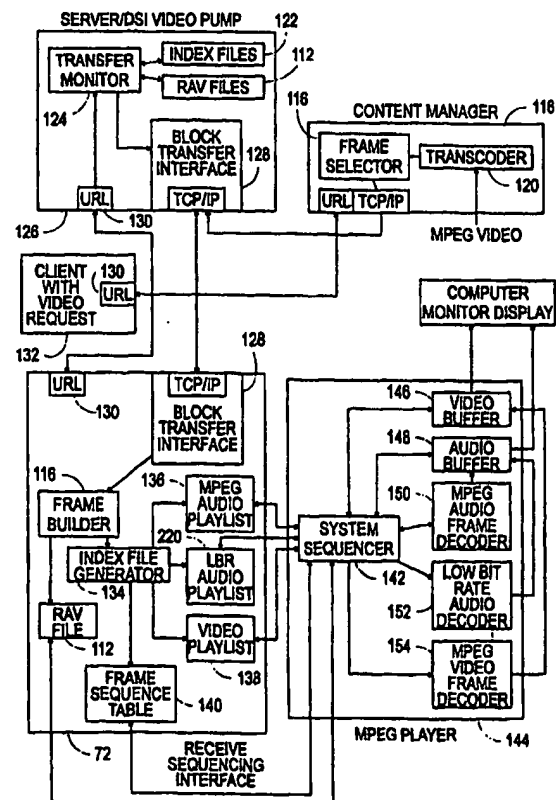 SERVER/DSI VIDEO PUMP
TRANSFER
MONITOR
124
INDEX FILES
122
RAV FILES
112
BLOCK
TRANSFER
INTERFACE
128
URL
TCP/IP
126
130
CONTENT MANAGER
116
118
FRAME
SELECTOR
TRANSCODER
120
URL
TCP/IP
MPEG VIDEO
CLIENT
WITH
VIDEO
REQUEST
130
URL
132
COMPUTER
MONITOR DISPLAY
URL
130
TCP/IP
BLOCK
TRANSFER
INTERFACE
128
116
FRAME
BUILDER
136
MPEG
AUDIO
PLAYLIST
220
INDEX FILE
GENERATOR
134
LBR
AUDIO
PLAYLIST
RAV
FILE
112
VIDEO
PLAYLIST
138
FRAME
SEQUENCE
TABLE
140
72
RECEIVE
SEQUENCING
INTERFACE
SYSTEM
SEQUENCER
142
146
VIDEO
BUFFER
148
AUDIO
BUFFER
150
MPEG
AUDIO
FRAME
DECODER
152
LOW BIT
RATE
AUDIO
DECODER
154
MPEG
VIDEO
FRAME
DECODER
MPEG PLAYER
144